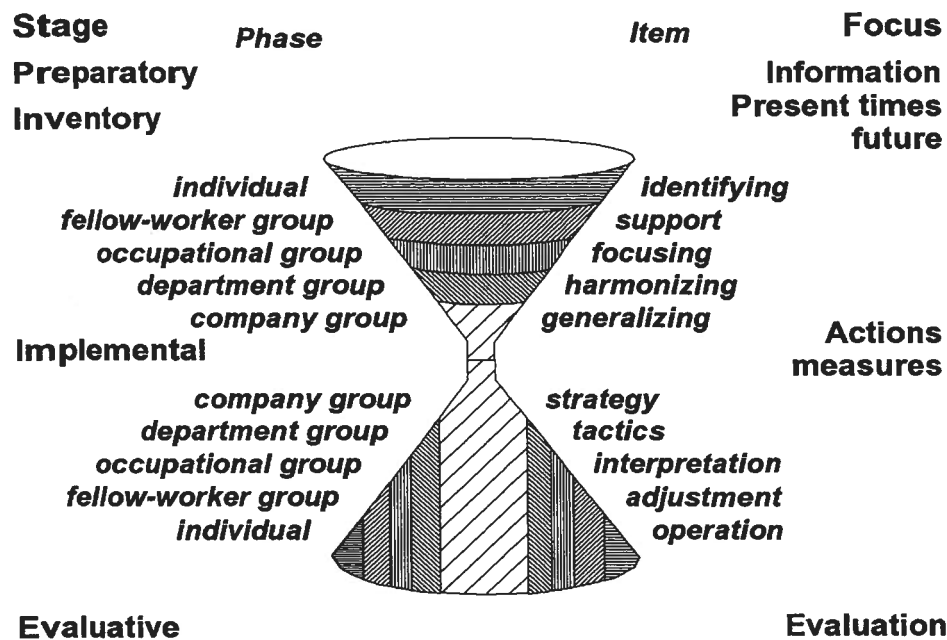 Stage Phase Item Focus
Preparatory Information
Inventory Present times
future
individual identifying
fellow-worker group support
occupational group focusing
department group harmonizing
company group generalizing
Implemental Actions
measures
company group strategy
department group tactics
occupational group interpretation
fellow-worker group adjustment
individual operation
Evaluative Evaluation